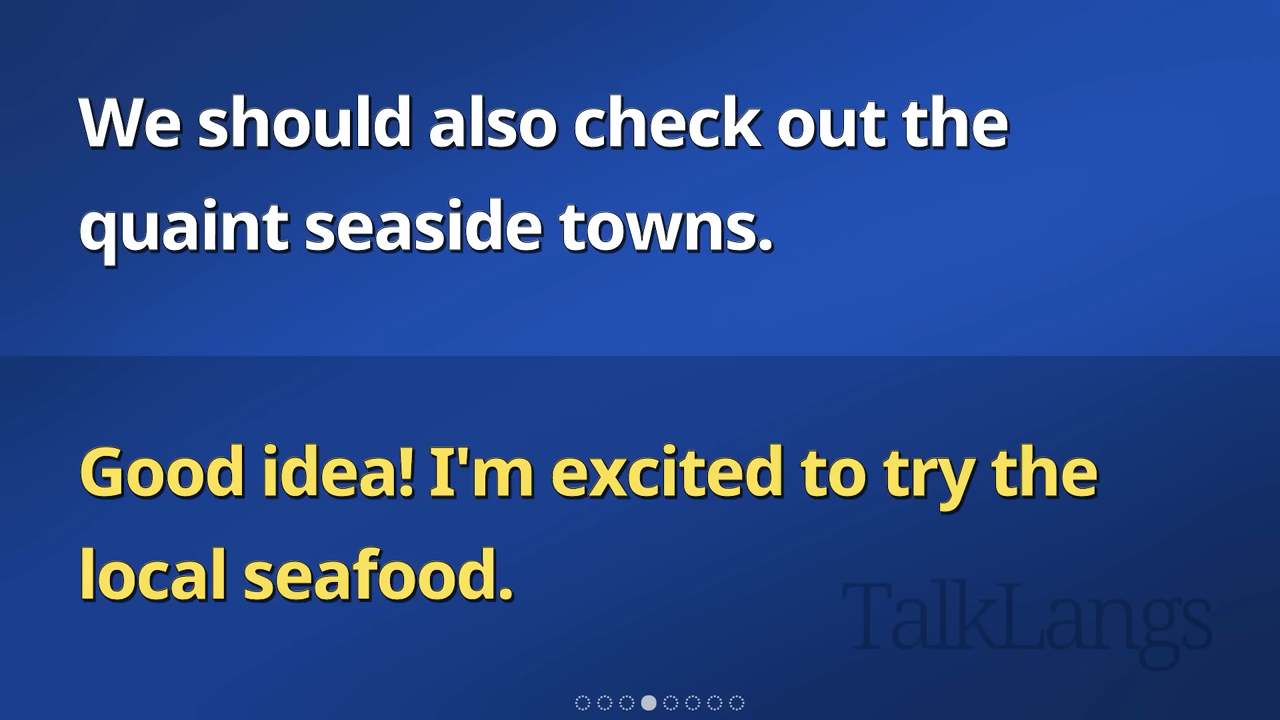 We should also check out the
quaint seaside towns.
Good idea! I'm excited to try the
local seafood.
TalkLangs